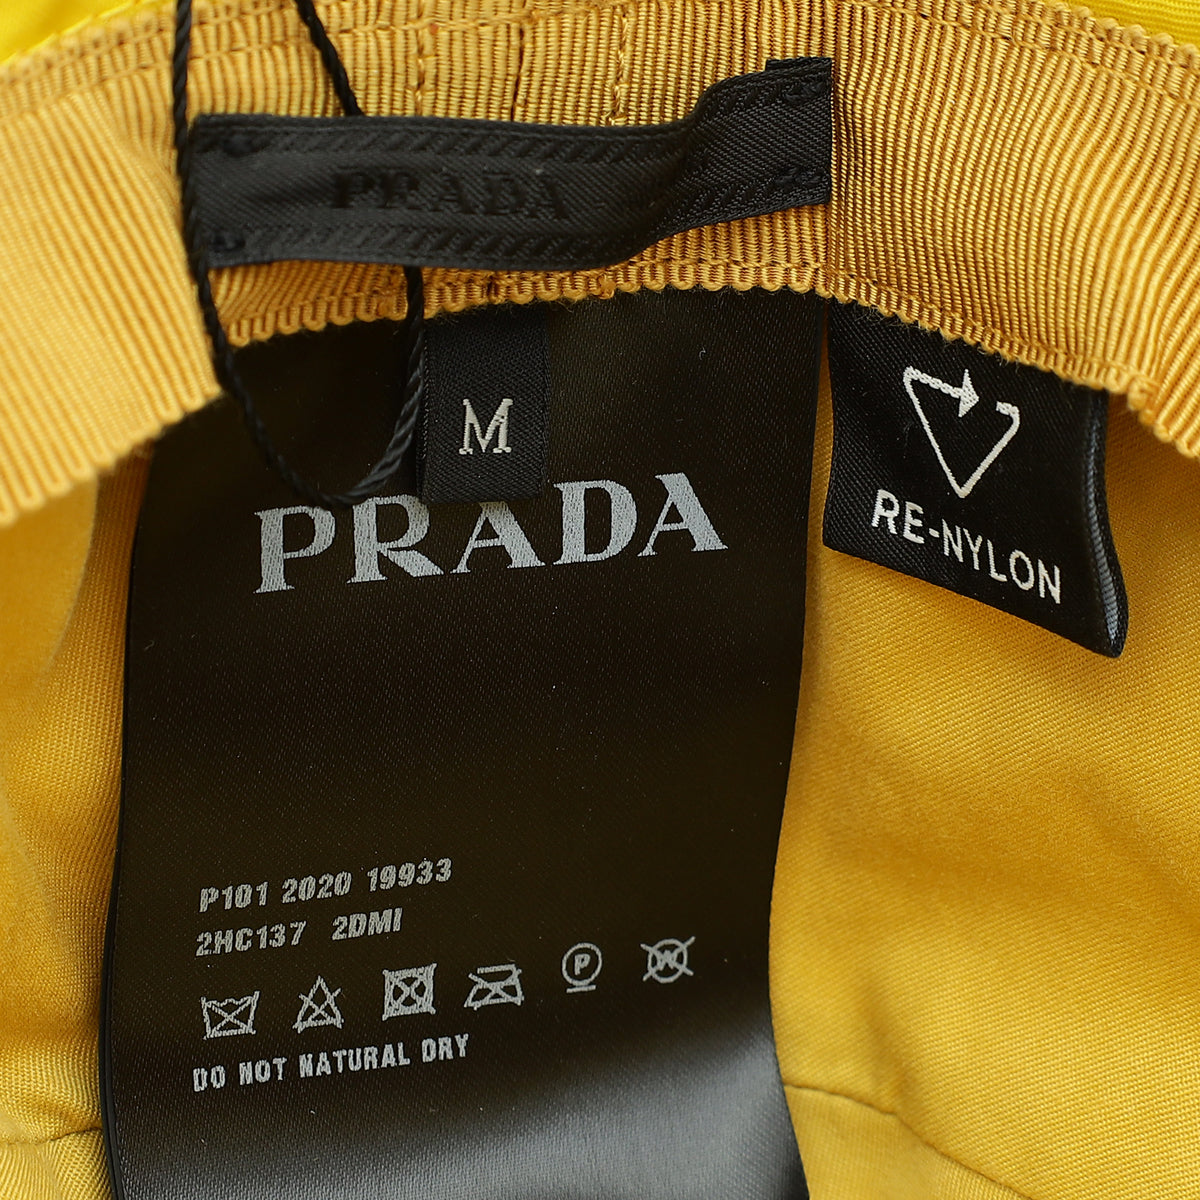 PRADA
M
PRADA
RE-NYLON
P101 2020 19933
2HC137 2DMI
P
W
DO NOT NATURAL DRY